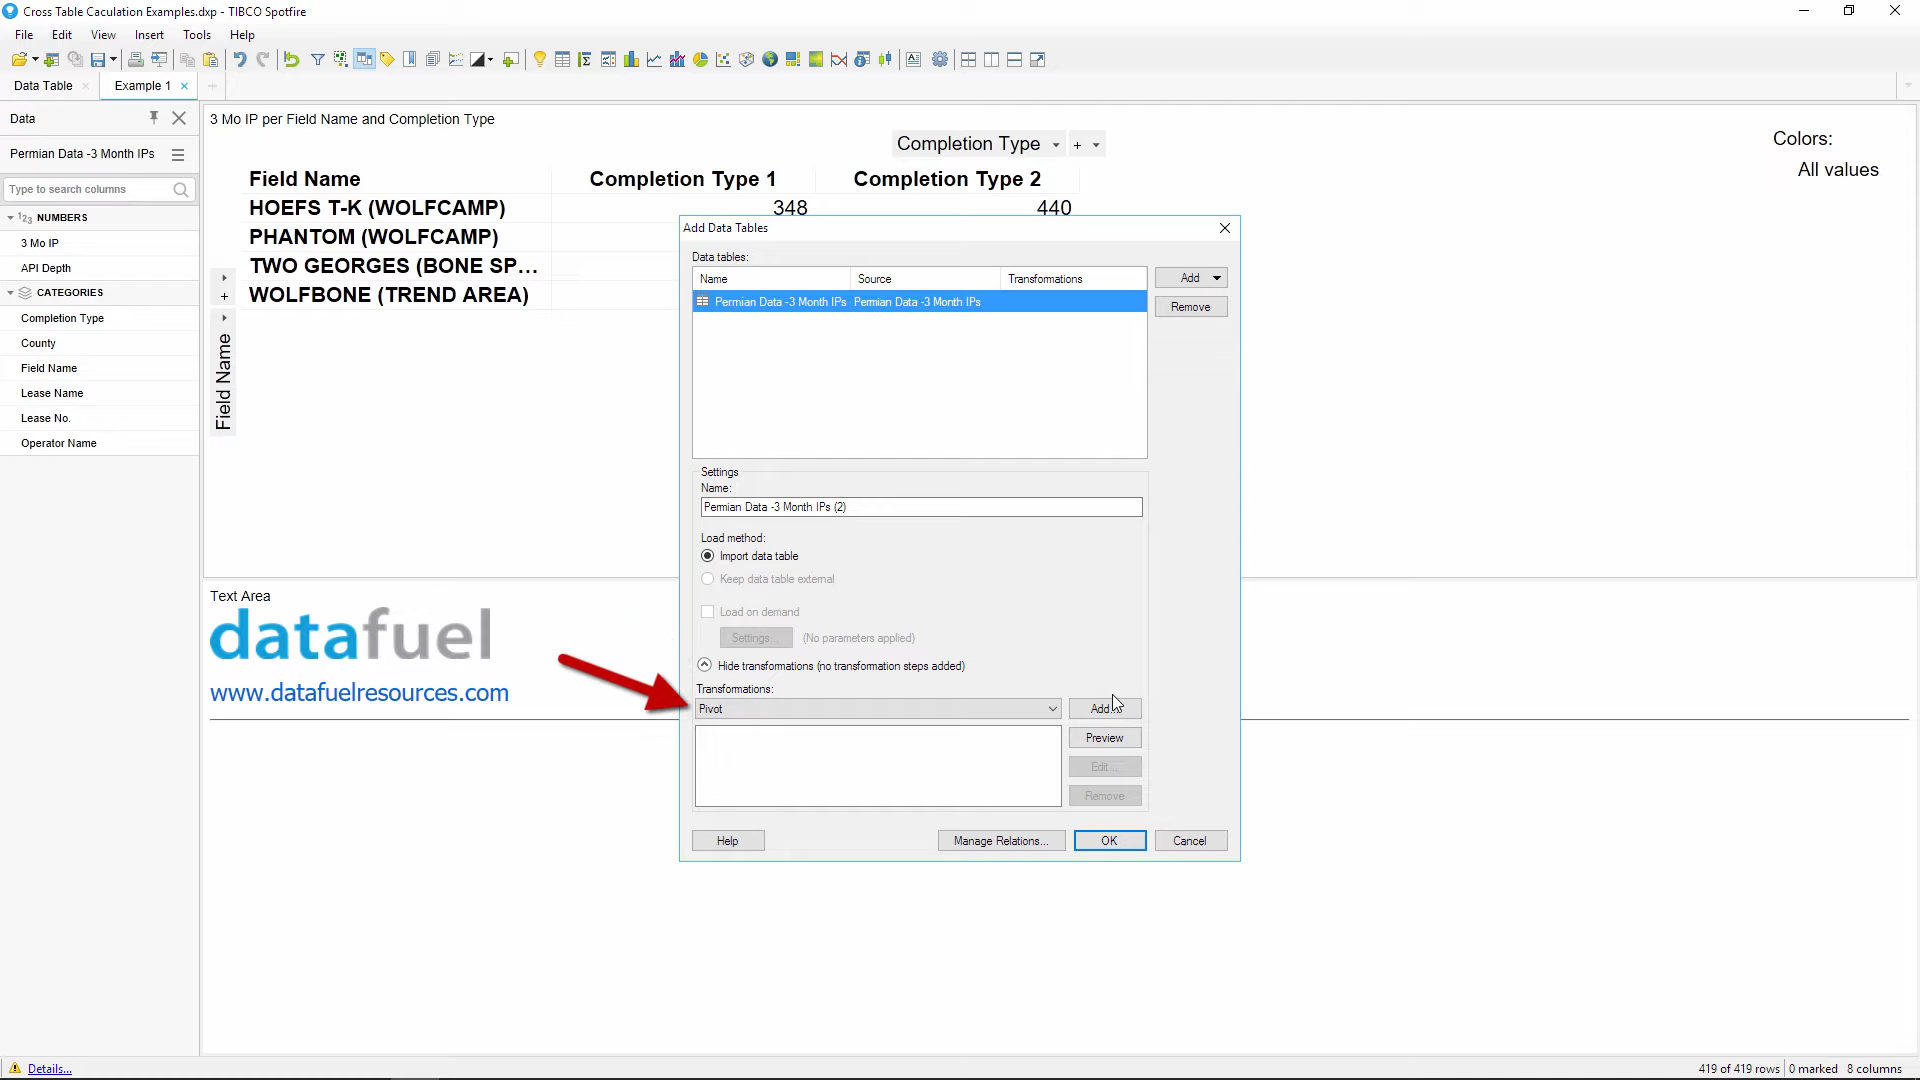 Cross Table Caculation Examples.dxp - TIBCO Spotfire
File Edit View Insert Tools Help
Data Table Example 1
Data
Permian Data -3 Month IPs
Type to search columns
123 NUMBERS
3 Mo IP
API Depth
CATEGORIES
Completion Type
County
Field Name
Lease Name
Lease No.
Operator Name
3 Mo IP per Field Name and Completion Type
Completion Type +
Colors:
All values
Field Name Completion Type 1 Completion Type 2
HOEFS T-K (WOLFCAMP) 348 440
PHANTOM (WOLFCAMP)
TWO GEORGES (BONE SP...
WOLFBONE (TREND AREA)
+
Field Name
Add Data Tables
Data tables:
Name Source Transformations
Permian Data -3 Month IPs Permian Data -3 Month IPs
Add
Remove
Settings
Name:
Permian Data -3 Month IPs (2)
Load method:
Import data table
Keep data table external
Load on demand
Settings... (No parameters applied)
Hide transformations (no transformation steps added)
Transformations:
Pivot
Preview
Edit...
Remove
Help Manage Relations... OK Cancel
Text Area
datafuel
www.datafuelresources.com
Details...
419 of 419 rows 0 marked 8 columns